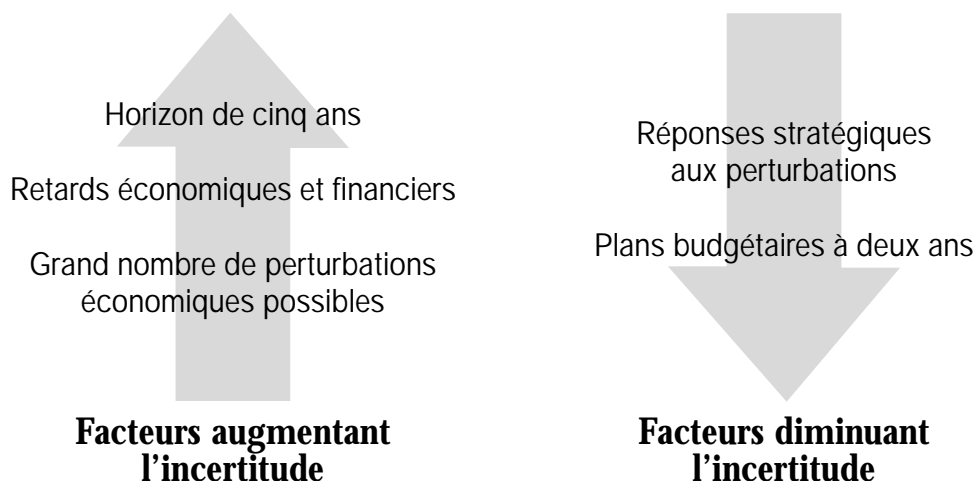 Horizon de cinq ans
Retards économiques et financiers
Grand nombre de perturbations
économiques possibles
Facteurs augmentant
l'incertitude
Réponses stratégiques
aux perturbations
Plans budgétaires à deux ans
Facteurs diminuant
l'incertitude